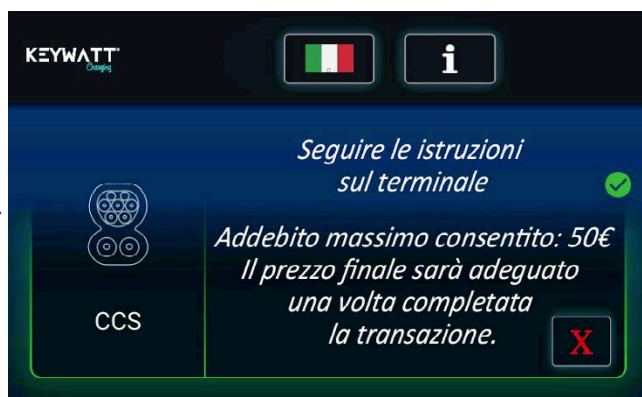 KEYWATT
Charging
i
Seguire le istruzioni
sul terminale
Addebito massimo consentito: 50€
Il prezzo finale sarà adeguato
una volta completata
la transazione.
CCS
X